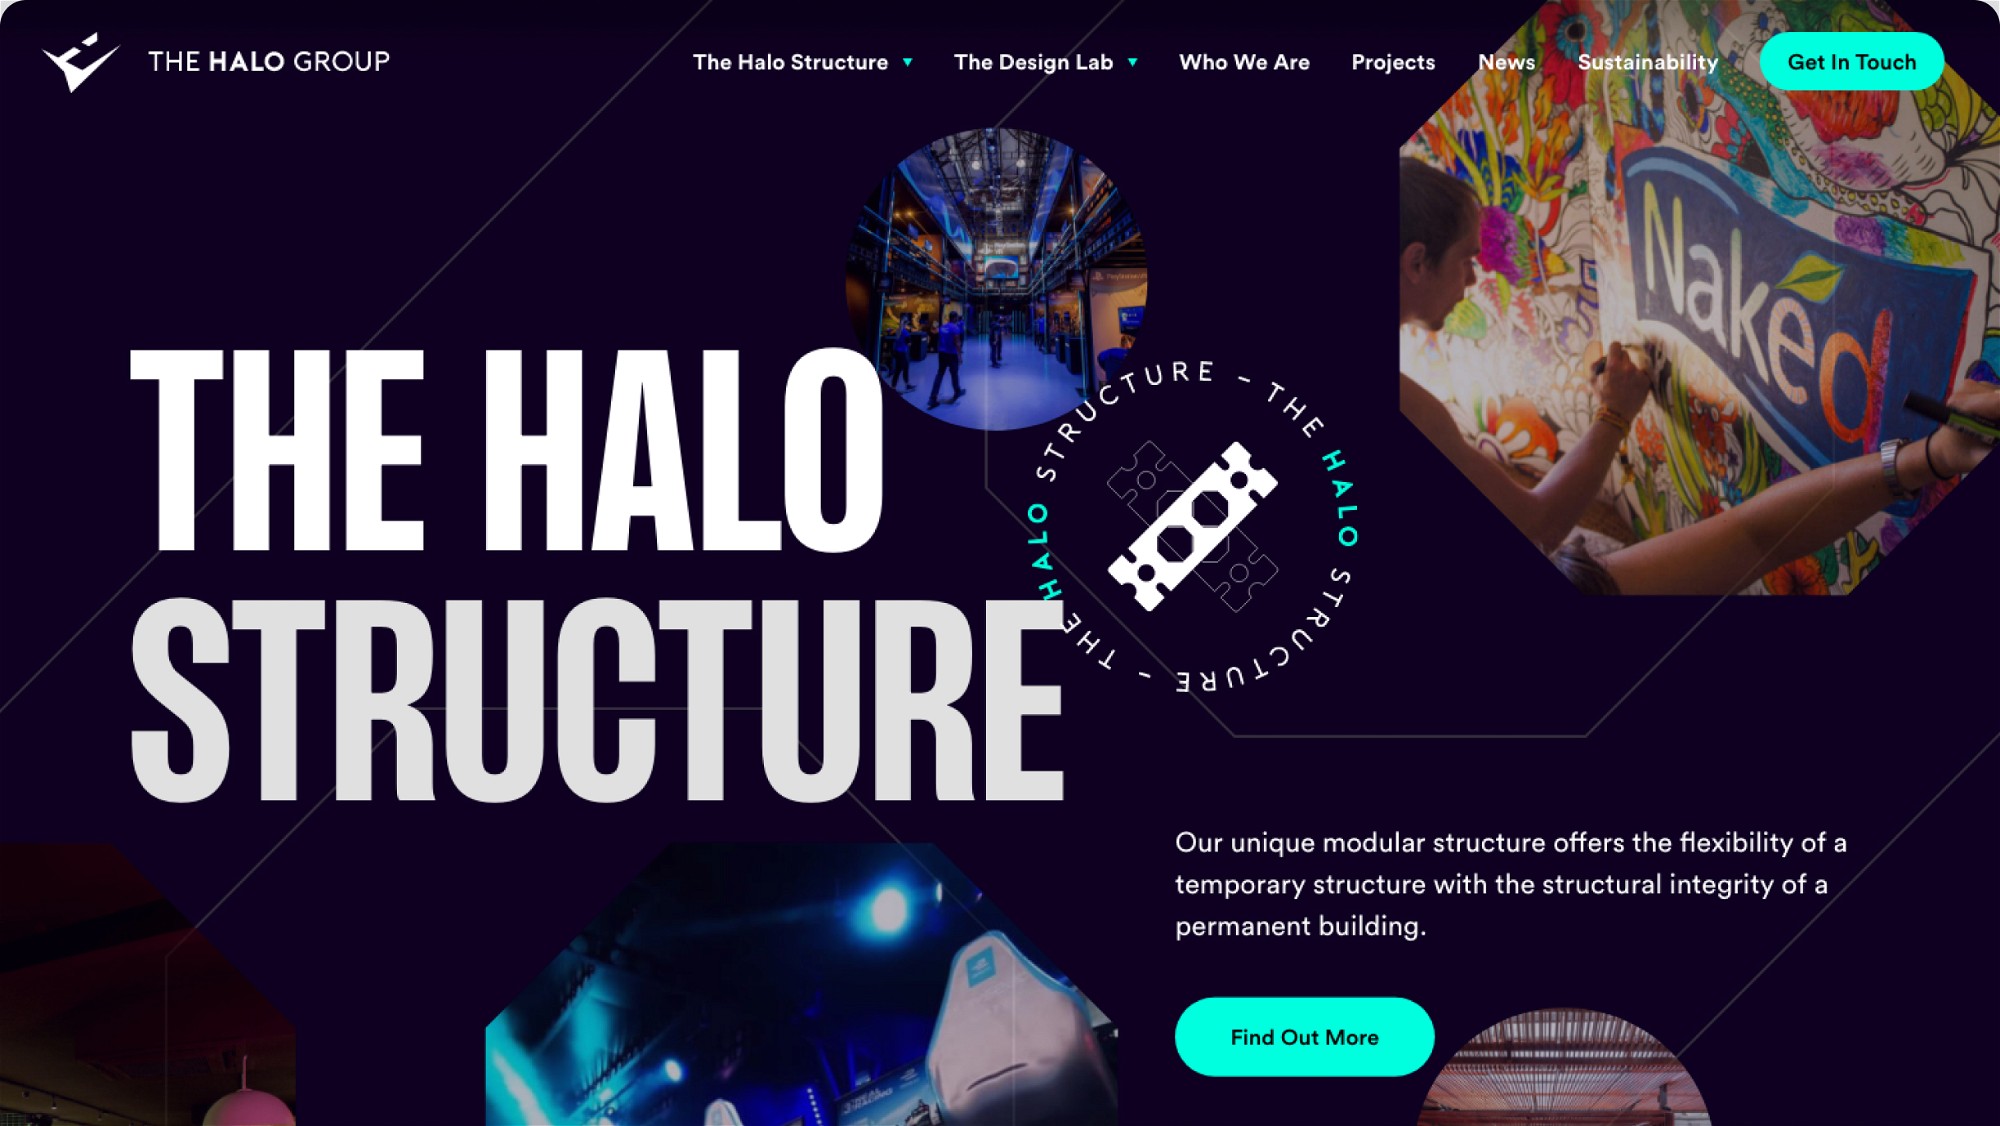 THE HALO GROUP
The Halo Structure
The Design Lab
Who We Are
Projects
News
Sustainability
Get In Touch
Naked
PlayStation
THE HALO
STRUCTURE
THE HALO STRUCTURE - THE HALO STRUCTURE -
Our unique modular structure offers the flexibility of a
temporary structure with the structural integrity of a
permanent building.
Find Out More